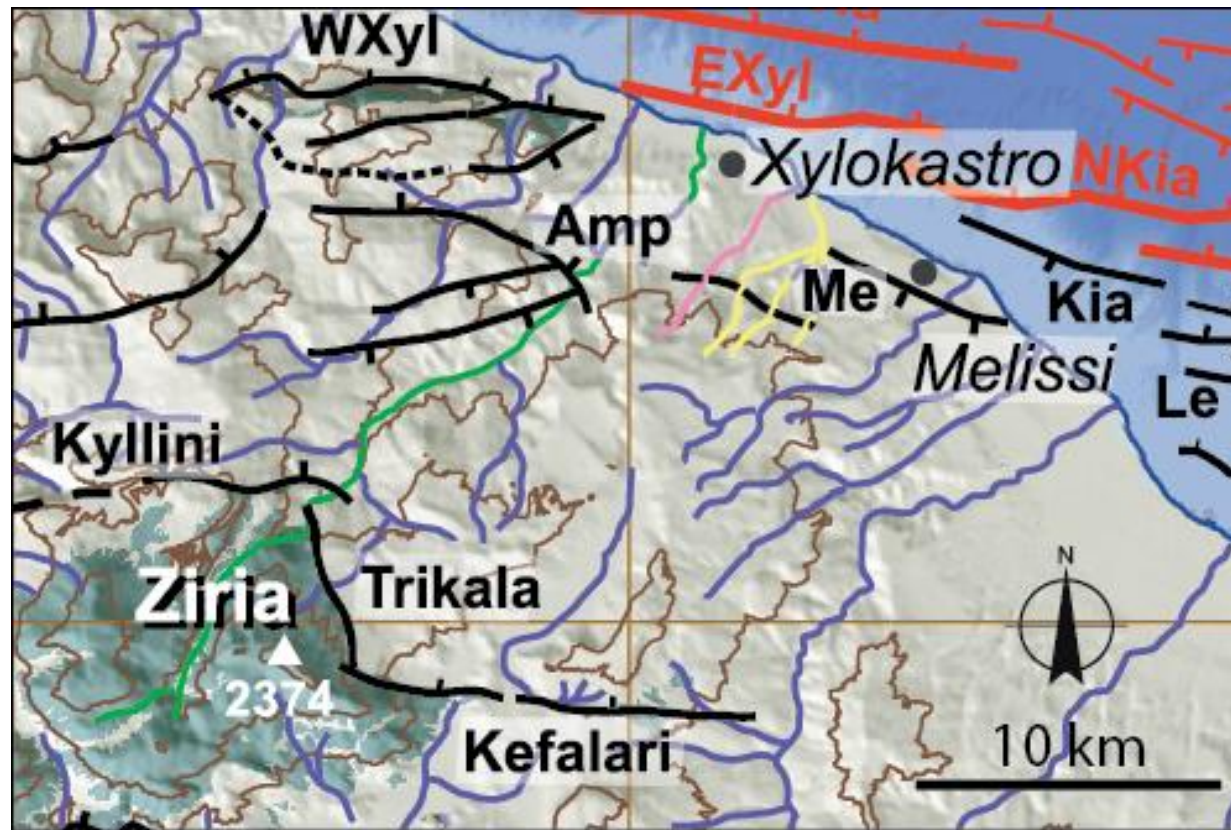 WXyl
EXyl
Xylokastro
NKia
Amp
Me
Kia
Melissi
Le
Kyllini
Trikala
Ziria
2374
Kefalari
N
10 km